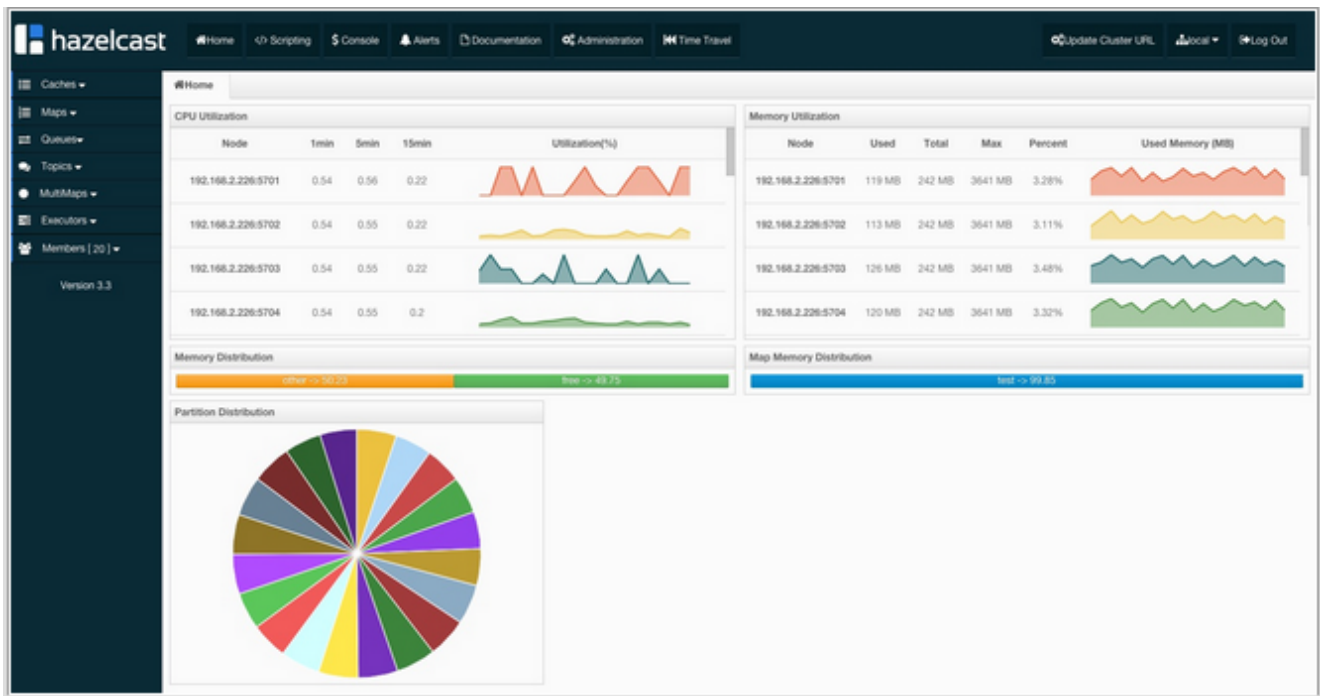 hazelcast
Home </> Scripting $ Console Alerts Documentation Administration Time Travel Update Cluster URL local Log Out
Caches
Maps
Queues
Topics
MultiMaps
Executors
Members [ 20 ]
Version 3.3
Home
CPU Utilization
Node 1min 5min 15min Utilization(%)
192.168.2.226:5701 0.54 0.56 0.22
192.168.2.226:5702 0.54 0.55 0.22
192.168.2.226:5703 0.54 0.55 0.22
192.168.2.226:5704 0.54 0.55 0.2
Memory Utilization
Node Used Total Max Percent Used Memory (MB)
192.168.2.226:5701 119 MB 242 MB 3641 MB 3.28%
192.168.2.226:5702 113 MB 242 MB 3641 MB 3.11%
192.168.2.226:5703 126 MB 242 MB 3641 MB 3.48%
192.168.2.226:5704 120 MB 242 MB 3641 MB 3.32%
Memory Distribution
other -> 50.23 free -> 49.75
Map Memory Distribution
test -> 99.85
Partition Distribution